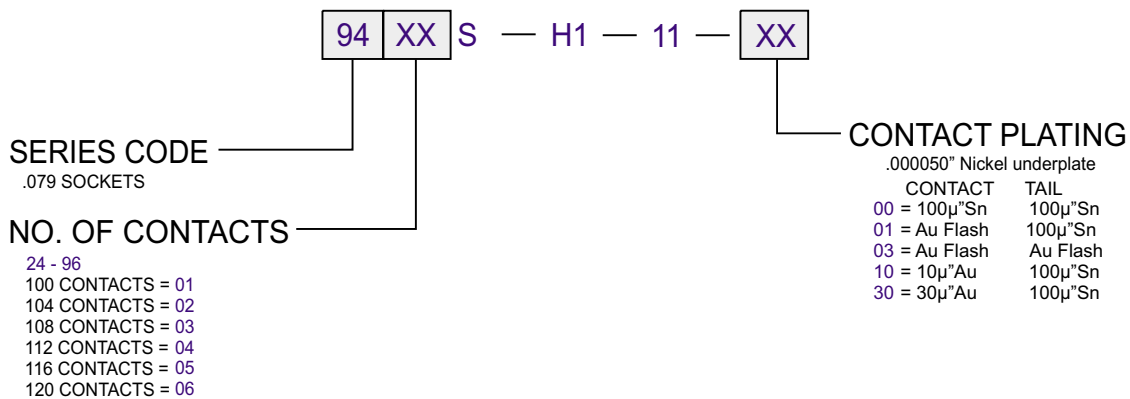 94 XX S — H1 — 11 — XX
SERIES CODE
.079 SOCKETS
NO. OF CONTACTS
24 - 96
100 CONTACTS = 01
104 CONTACTS = 02
108 CONTACTS = 03
112 CONTACTS = 04
116 CONTACTS = 05
120 CONTACTS = 06
CONTACT PLATING
.000050” Nickel underplate
CONTACT TAIL
00 = 100µ”Sn 100µ”Sn
01 = Au Flash 100µ”Sn
03 = Au Flash Au Flash
10 = 10µ”Au 100µ”Sn
30 = 30µ”Au 100µ”Sn